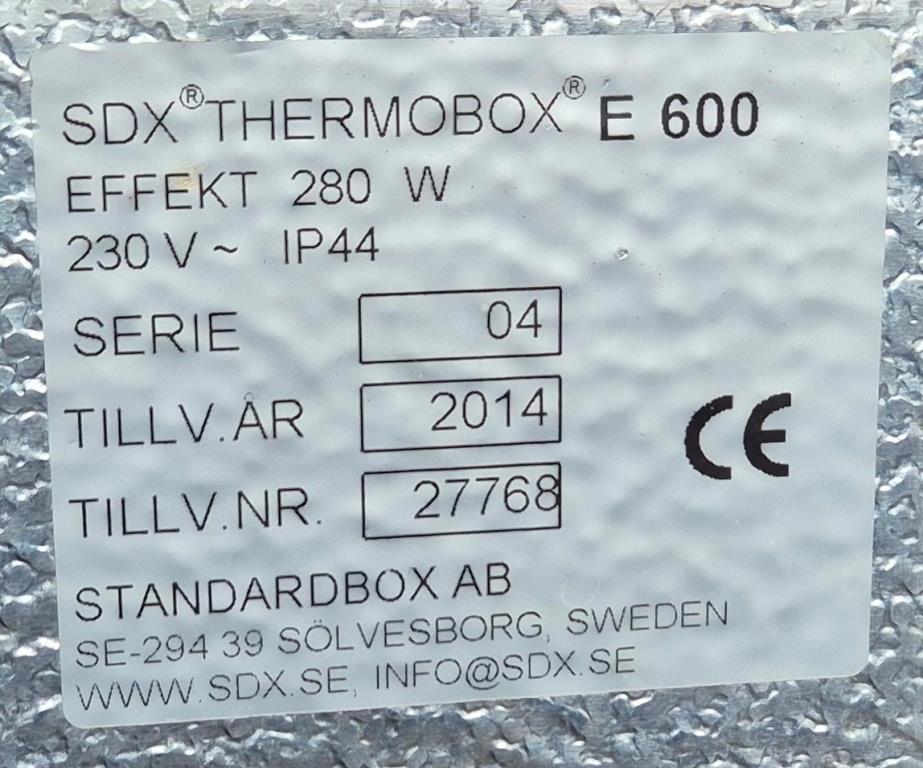 SDX® THERMOBOX® E 600
EFFEKT 280 W
230 V ~ IP44
SERIE 04
TILLV.ÅR 2014
TILLV.NR. 27768
CE
STANDARDBOX AB
SE-294 39 SÖLVESBORG, SWEDEN
WWW.SDX.SE, INFO@SDX.SE